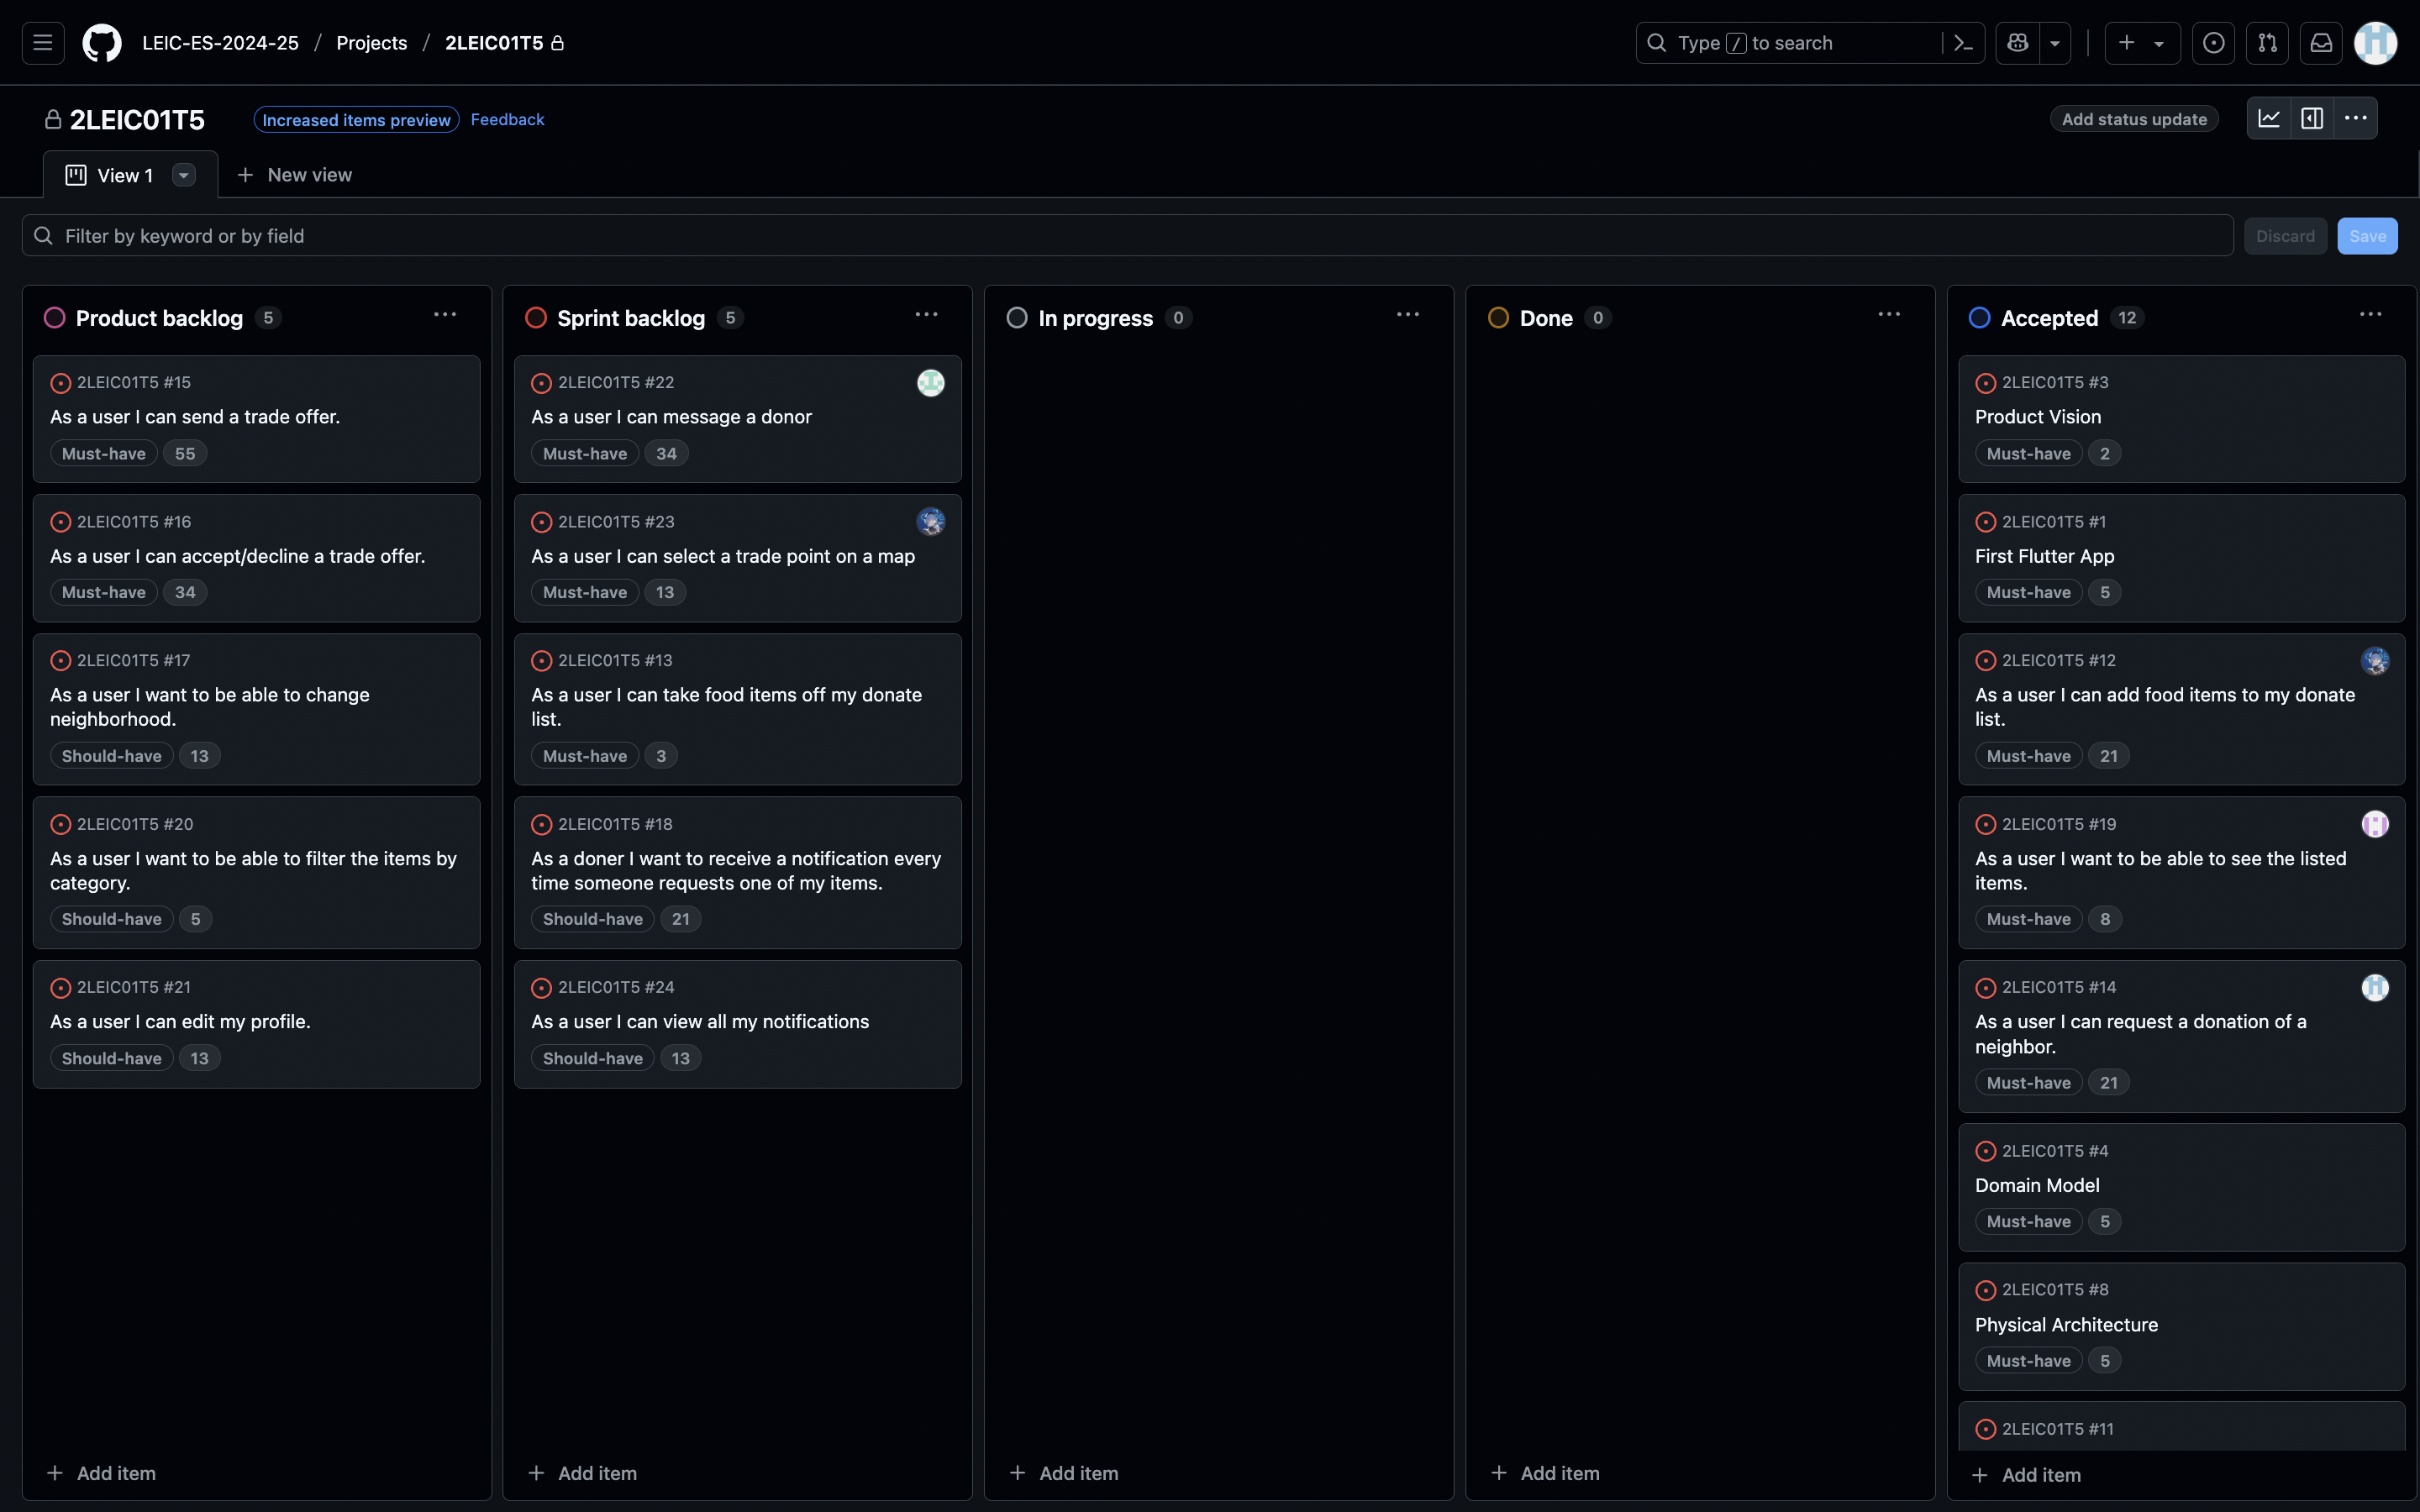 LEIC-ES-2024-25 / Projects / 2LEIC01T5
Type / to search
2LEIC01T5
Increased items preview
Feedback
Add status update
View 1
New view
Filter by keyword or by field
Discard
Save
Product backlog 5
2LEIC01T5 #15
As a user I can send a trade offer.
Must-have 55
2LEIC01T5 #16
As a user I can accept/decline a trade offer.
Must-have 34
2LEIC01T5 #17
As a user I want to be able to change
neighborhood.
Should-have 13
2LEIC01T5 #20
As a user I want to be able to filter the items by
category.
Should-have 5
2LEIC01T5 #21
As a user I can edit my profile.
Should-have 13
Add item
Sprint backlog 5
2LEIC01T5 #22
As a user I can message a donor
Must-have 34
2LEIC01T5 #23
As a user I can select a trade point on a map
Must-have 13
2LEIC01T5 #13
As a user I can take food items off my donate
list.
Must-have 3
2LEIC01T5 #18
As a doner I want to receive a notification every
time someone requests one of my items.
Should-have 21
2LEIC01T5 #24
As a user I can view all my notifications
Should-have 13
Add item
In progress 0
Add item
Done 0
Add item
Accepted 12
2LEIC01T5 #3
Product Vision
Must-have 2
2LEIC01T5 #1
First Flutter App
Must-have 5
2LEIC01T5 #12
As a user I can add food items to my donate
list.
Must-have 21
2LEIC01T5 #19
As a user I want to be able to see the listed
items.
Must-have 8
2LEIC01T5 #14
As a user I can request a donation of a
neighbor.
Must-have 21
2LEIC01T5 #4
Domain Model
Must-have 5
2LEIC01T5 #8
Physical Architecture
Must-have 5
2LEIC01T5 #11
Add item